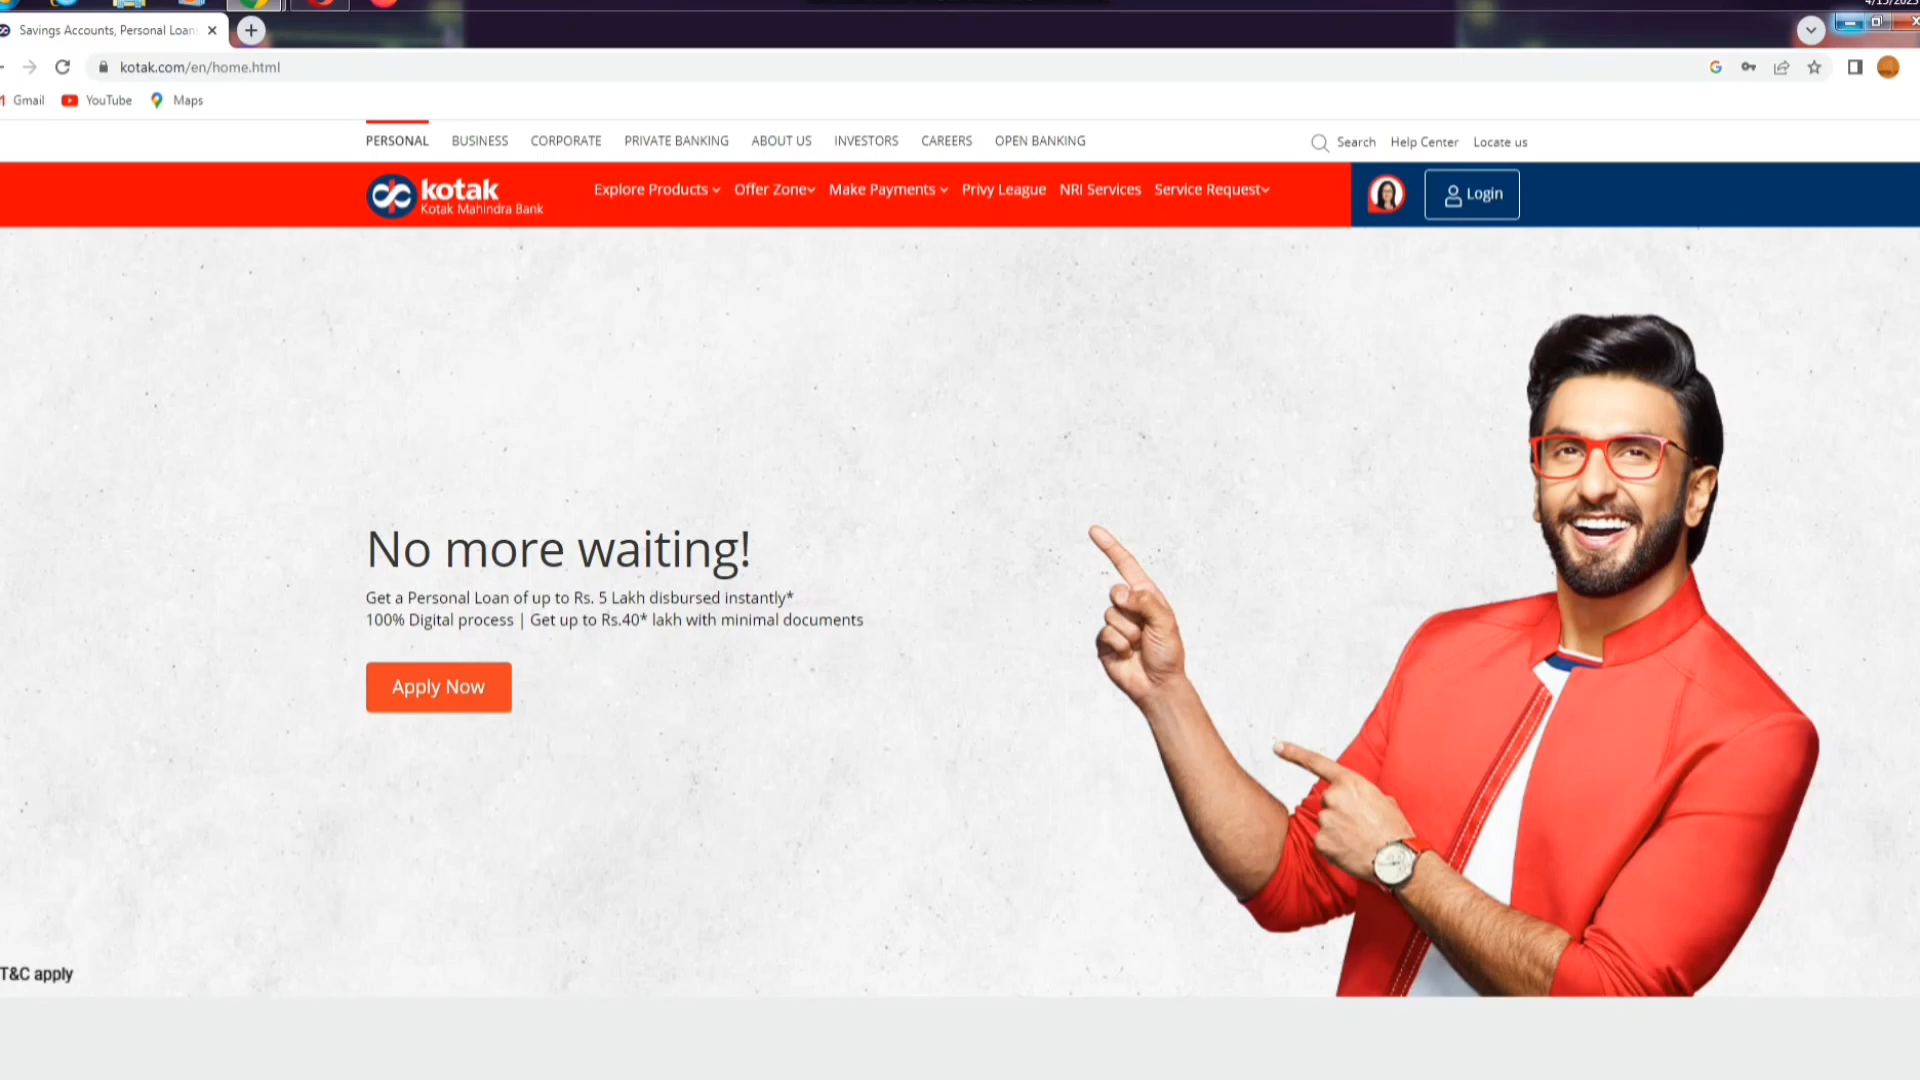 Savings Accounts, Personal Loan
kotak.com/en/home.html
Gmail YouTube Maps
PERSONAL BUSINESS CORPORATE PRIVATE BANKING ABOUT US INVESTORS CAREERS OPEN BANKING Search Help Center Locate us
kotak
Kotak Mahindra Bank
Explore Products Offer Zone Make Payments Privy League NRI Services Service Request Login
No more waiting!
Get a Personal Loan of up to Rs. 5 Lakh disbursed instantly*
100% Digital process | Get up to Rs.40* lakh with minimal documents
Apply Now
T&C apply